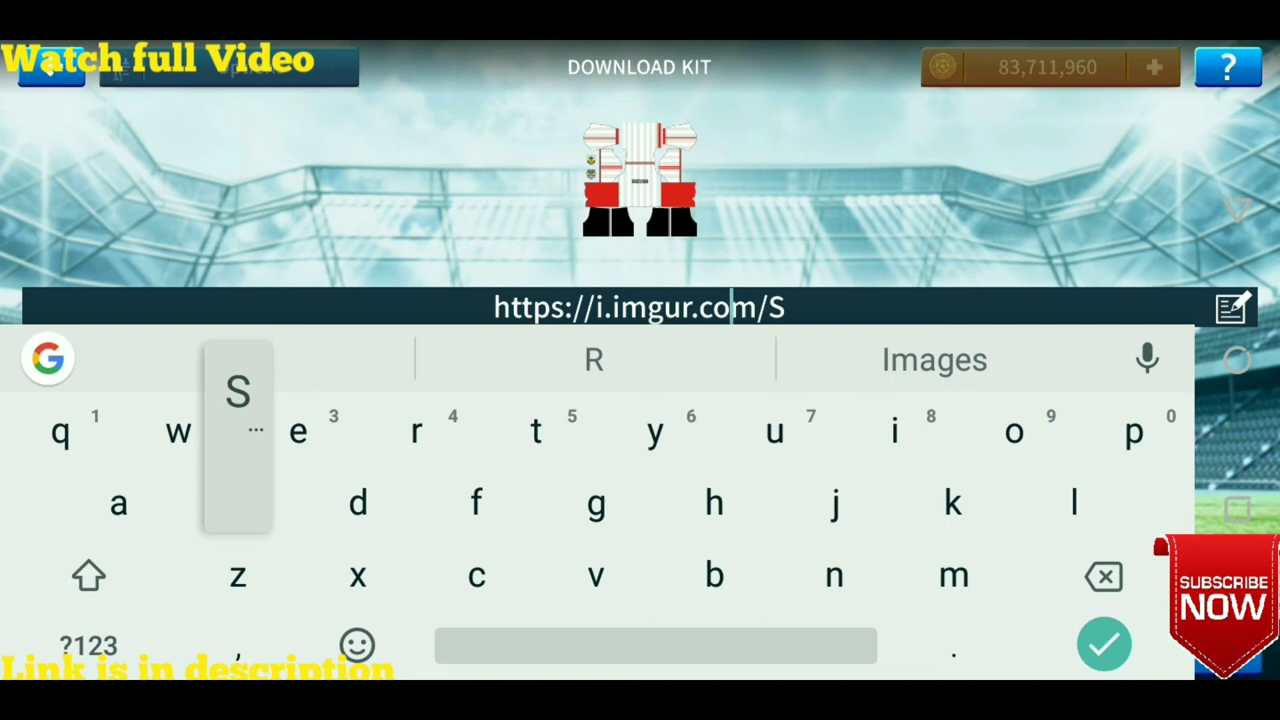 Watch full Video
DOWNLOAD KIT
83,711,960
+
?
https://i.imgur.com/S
G
R
Images
S
...
q 1 w e 3 r 4 t 5 y 6 u 7 i 8 o 9 p 0
a d f g h j k l
z x c v b n m
SUBSCRIBE
NOW
?123 , .
Link is in description